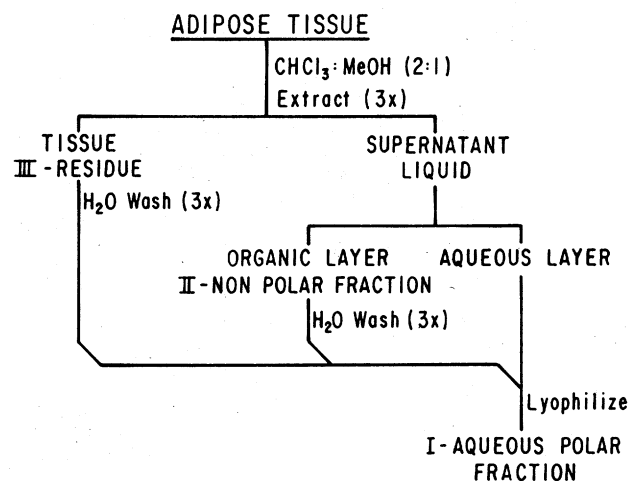 ADIPOSE TISSUE
CHCl₃:MeOH (2:1)
Extract (3x)
TISSUE
III-RESIDUE
H₂O Wash (3x)
SUPERNATANT
LIQUID
ORGANIC LAYER
II-NON POLAR FRACTION
H₂O Wash (3x)
AQUEOUS LAYER
Lyophilize
I-AQUEOUS POLAR
FRACTION